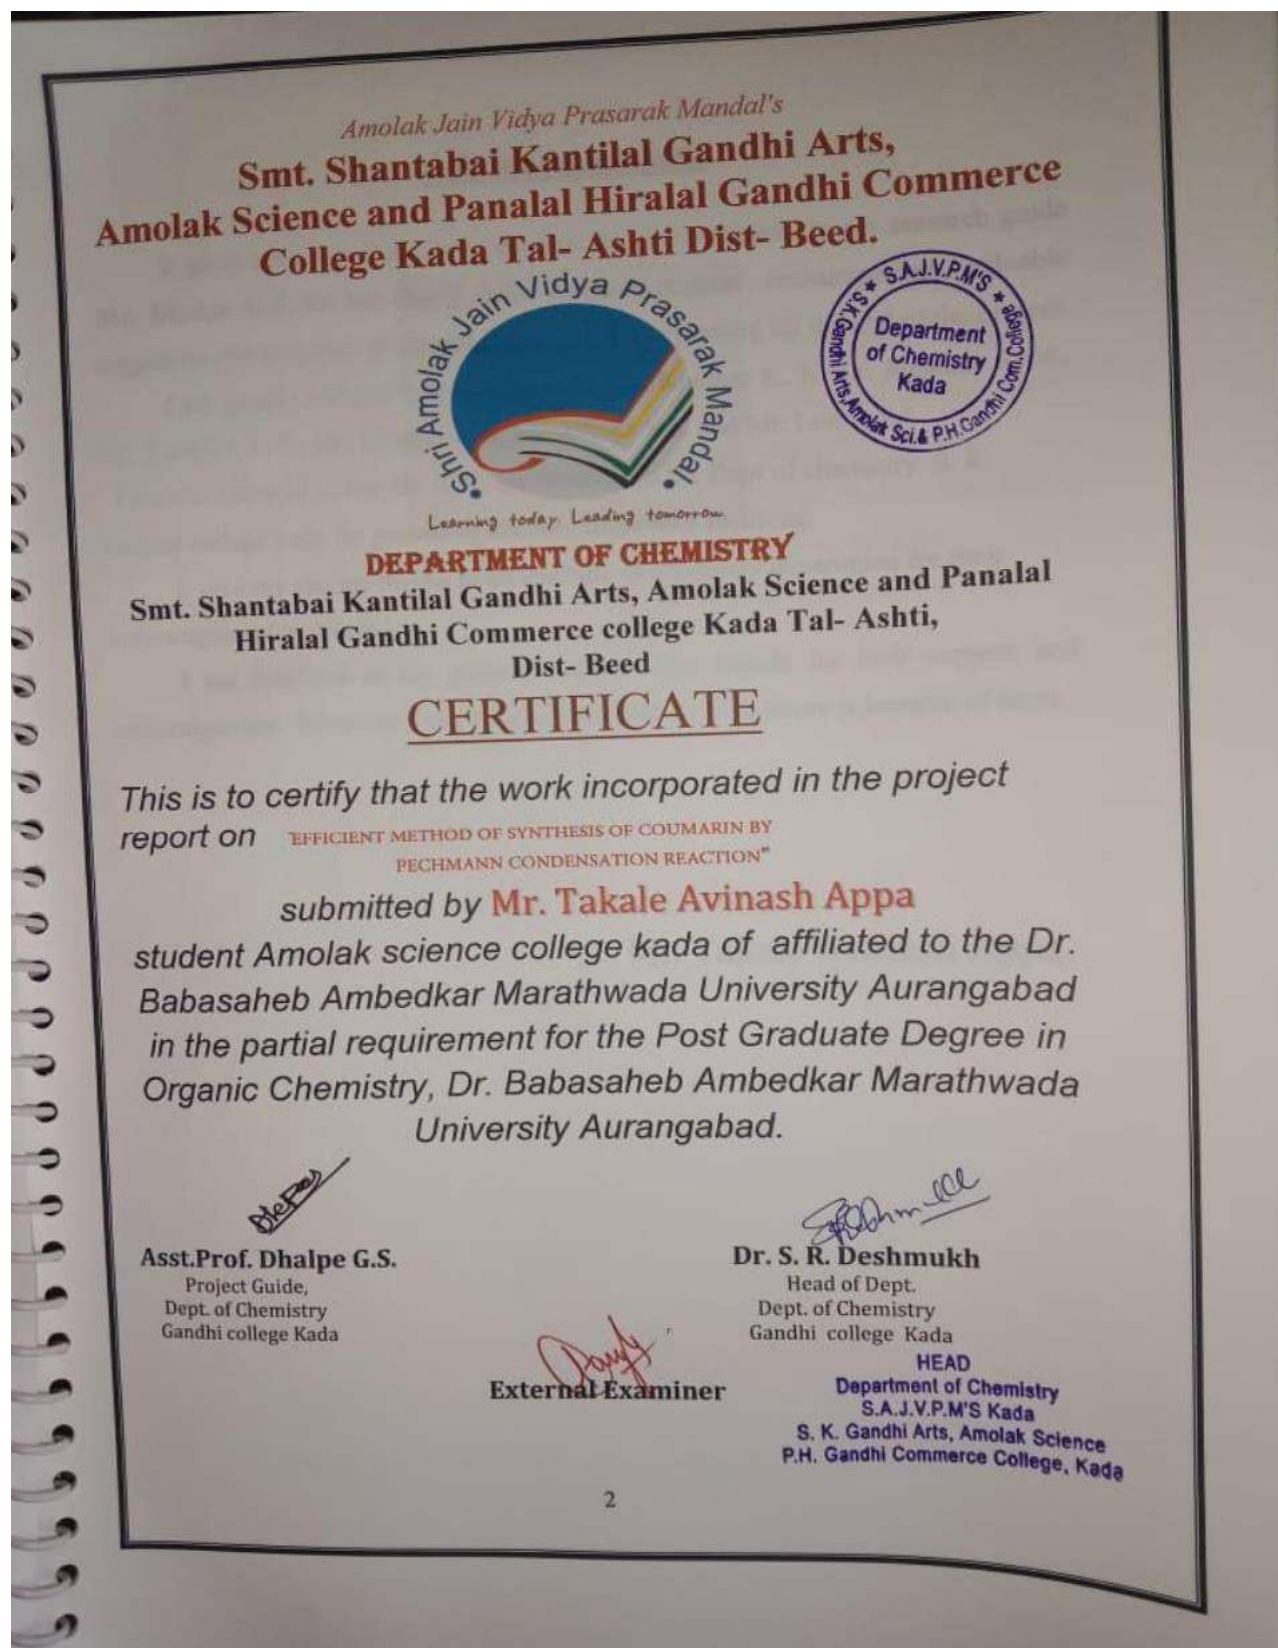 Amolak Jain Vidya Prasarak Mandal's
Smt. Shantabai Kantilal Gandhi Arts,
Amolak Science and Panalal Hiralal Gandhi Commerce
College Kada Tal- Ashti Dist- Beed.
Shri Amolak Jain Vidya Prasarak Mandal.
Learning today Leading tomorrow.
S.A.J.V.P.M'S
S.K.Gandhi Arts, Amolak Sci.& P.H.Gandhi Com.College
Department
of Chemistry
Kada
DEPARTMENT OF CHEMISTRY
Smt. Shantabai Kantilal Gandhi Arts, Amolak Science and Panalal
Hiralal Gandhi Commerce college Kada Tal- Ashti,
Dist- Beed
CERTIFICATE
This is to certify that the work incorporated in the project
report on "EFFICIENT METHOD OF SYNTHESIS OF COUMARIN BY
PECHMANN CONDENSATION REACTION"
submitted by Mr. Takale Avinash Appa
student Amolak science college kada of affiliated to the Dr.
Babasaheb Ambedkar Marathwada University Aurangabad
in the partial requirement for the Post Graduate Degree in
Organic Chemistry, Dr. Babasaheb Ambedkar Marathwada
University Aurangabad.
Asst.Prof. Dhalpe G.S.
Project Guide,
Dept. of Chemistry
Gandhi college Kada
Dr. S. R. Deshmukh
Head of Dept.
Dept. of Chemistry
Gandhi college Kada
External Examiner
HEAD
Department of Chemistry
S.A.J.V.P.M'S Kada
S. K. Gandhi Arts, Amolak Science
P.H. Gandhi Commerce College, Kada
2